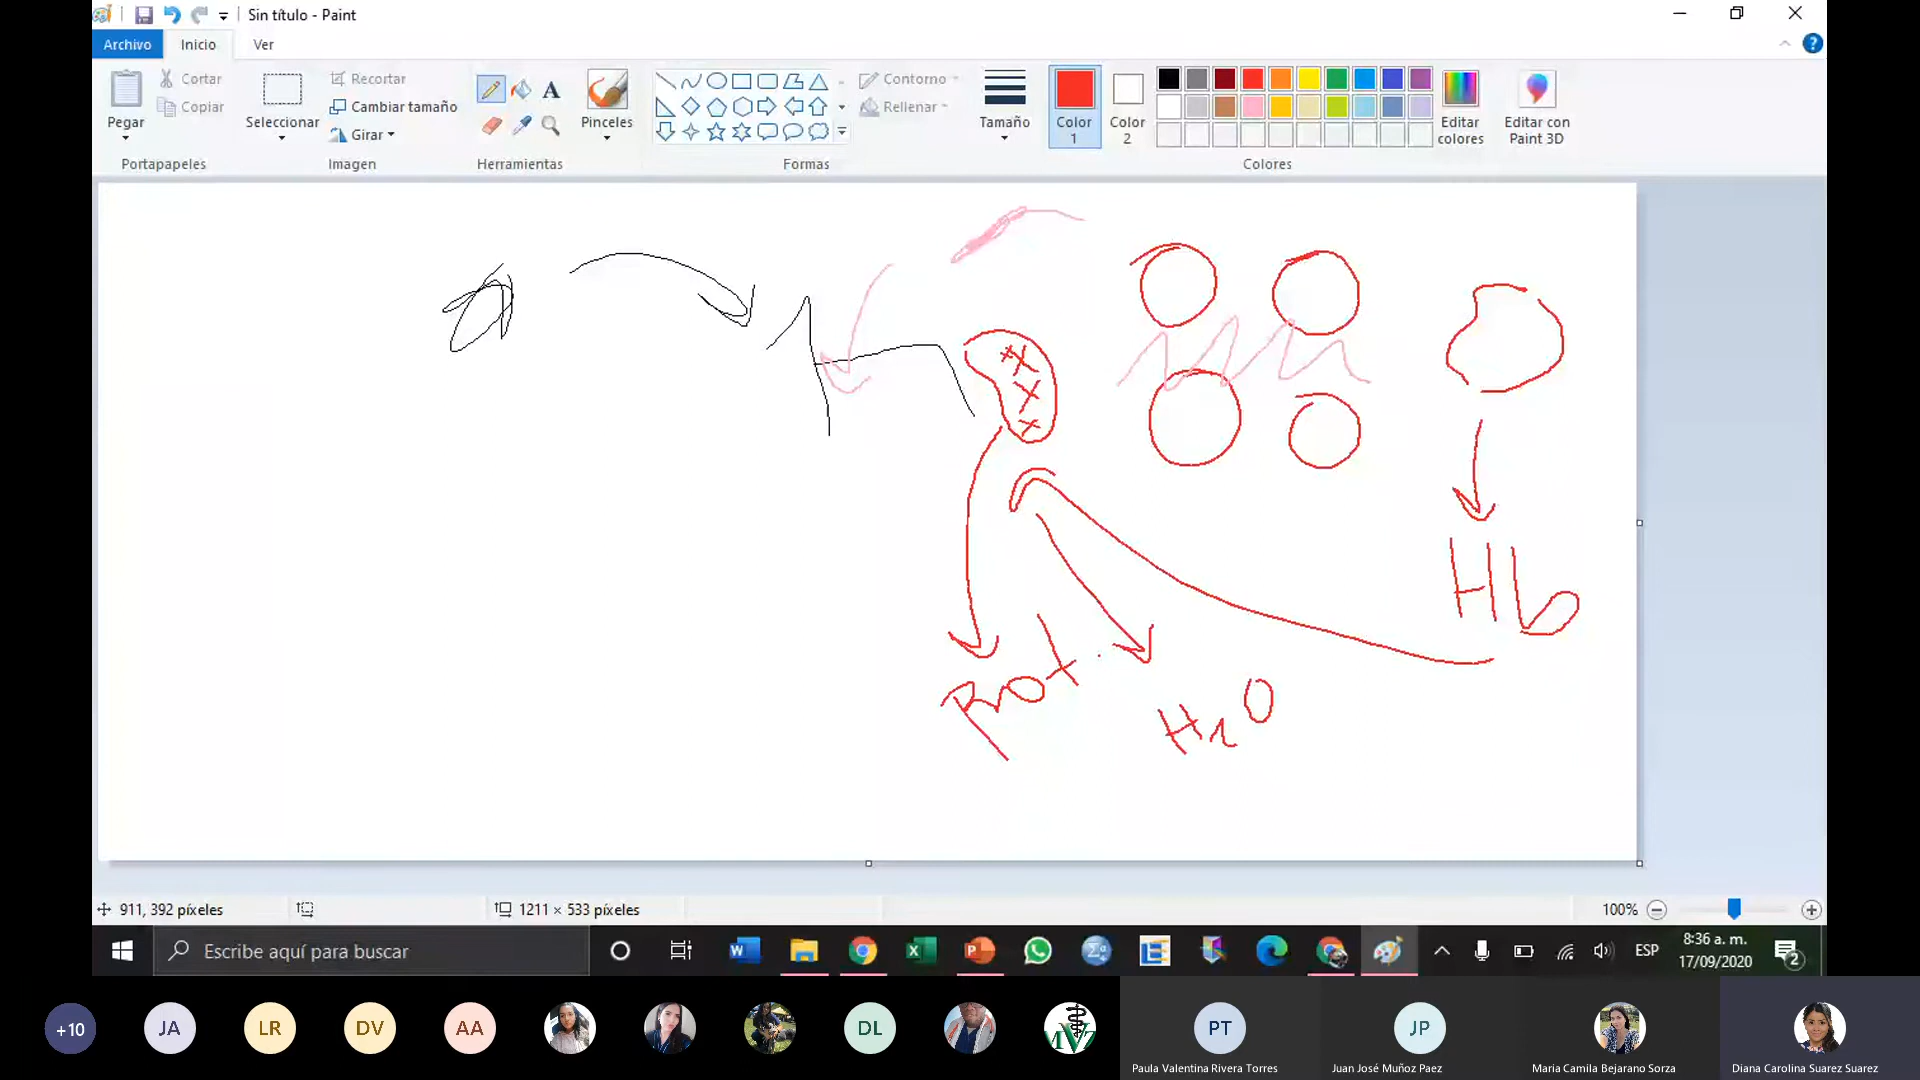 Sin título - Paint
Archivo Inicio Ver
Pegar
Cortar
Copiar
Portapapeles
Seleccionar
Recortar
Cambiar tamaño
Girar
Imagen
A
Herramientas
Pinceles
Formas
Contorno
Rellenar
Tamaño
Color 1
Color 2
Colores
Editar colores
Editar con Paint 3D
Hb
Prot.
H2O
911, 392 píxeles
1211 × 533 píxeles
100%
Escribe aquí para buscar
ESP
8:36 a. m.
17/09/2020
2
+10 JA LR DV AA DL MVZ PT JP
Paula Valentina Rivera Torres
Juan José Muñoz Paez
Maria Camila Bejarano Sorza
Diana Carolina Suarez Suarez